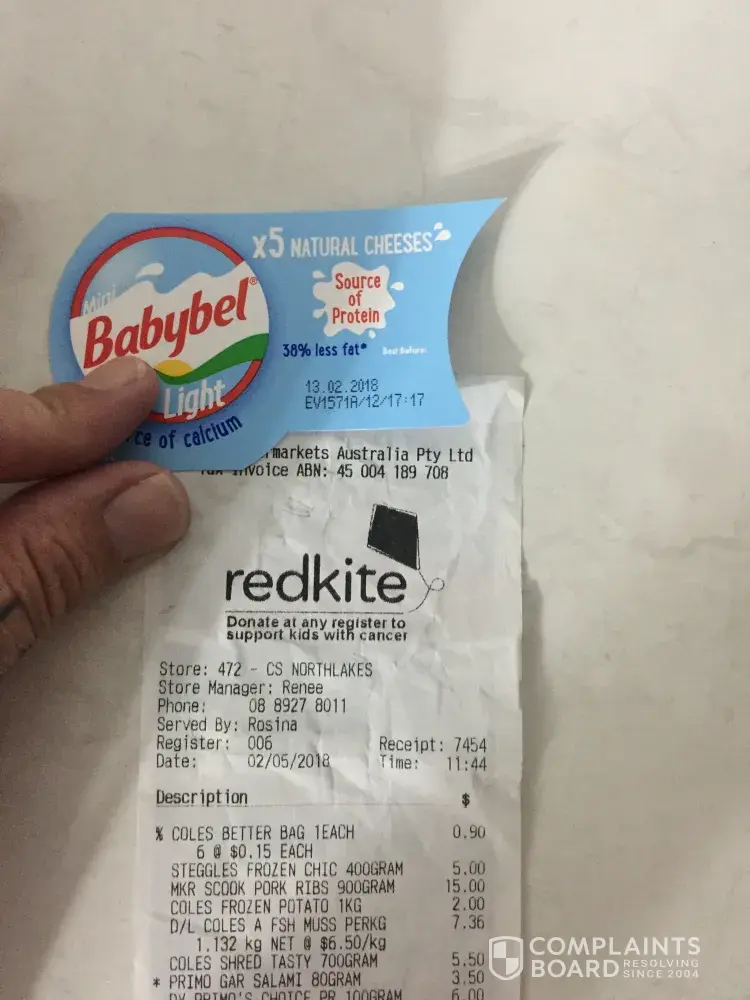 x5 NATURAL CHEESES
Mini
Babybel®
Light
Source
of
Protein
38% less fat*
Best Before:
13.02.2018
EV1571A/12/17:17
ce of calcium
markets Australia Pty Ltd
Tax Invoice ABN: 45 004 189 708
redkite
Donate at any register to
support kids with cancer
Store: 472 - CS NORTHLAKES
Store Manager: Renee
Phone: 08 8927 8011
Served By: Rosina
Register: 006 Receipt: 7454
Date: 02/05/2018 Time: 11:44
Description $
% COLES BETTER BAG 1EACH 0.90
6 @ $0.15 EACH
STEGGLES FROZEN CHIC 400GRAM 5.00
MKR SCOOK PORK RIBS 900GRAM 15.00
COLES FROZEN POTATO 1KG 2.00
D/L COLES A FSH MUSS PERKG 7.36
1.132 kg NET @ $6.50/kg
COLES SHRED TASTY 700GRAM 5.50
* PRIMO GAR SALAMI 80GRAM 3.50
PRIMO'S CHOICE PR 100GRAM 6.00
COMPLAINTS
BOARD RESOLVING
SINCE 2004